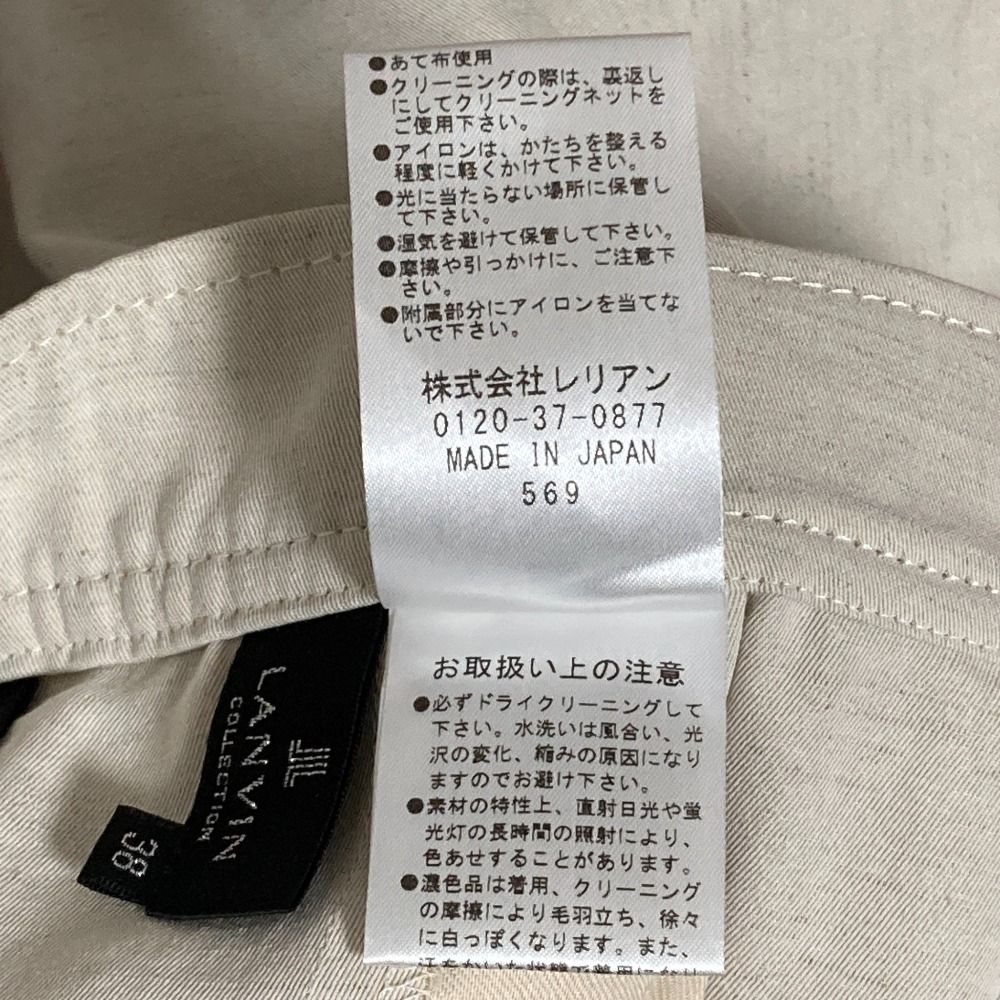 ●あて布使用
●クリーニングの際は、裏返し
にしてクリーニングネットを
ご使用下さい。
●アイロンは、かたちを整える
程度に軽くかけて下さい。
●光に当たらない場所に保管し
て下さい。
●湿気を避けて保管して下さい。
●摩擦や引っかけに、ご注意下
さい。
●附属部分にアイロンを当てな
いで下さい。
株式会社レリアン
0120-37-0877
MADE IN JAPAN
569
お取扱い上の注意
●必ずドライクリーニングして
下さい。水洗いは風合い、光
沢の変化、縮みの原因になり
ますのでお避け下さい。
●素材の特性上、直射日光や蛍
光灯の長時間の照射により、
色あせすることがあります。
●濃色品は着用、クリーニング
の摩擦により毛羽立ち、徐々
に白っぽくなります。また、
汗をかいた状態で着用になり
LANVIN
COLLECTION
38